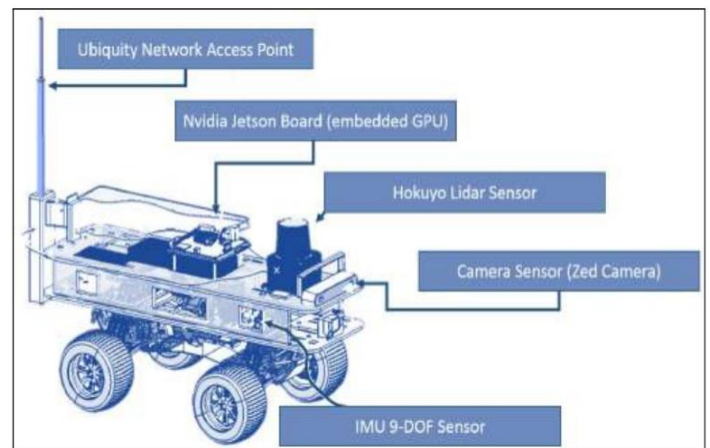 Ubiquity Network Access Point
Nvidia Jetson Board (embedded GPU)
Hokuyo Lidar Sensor
Camera Sensor (Zed Camera)
IMU 9-DOF Sensor